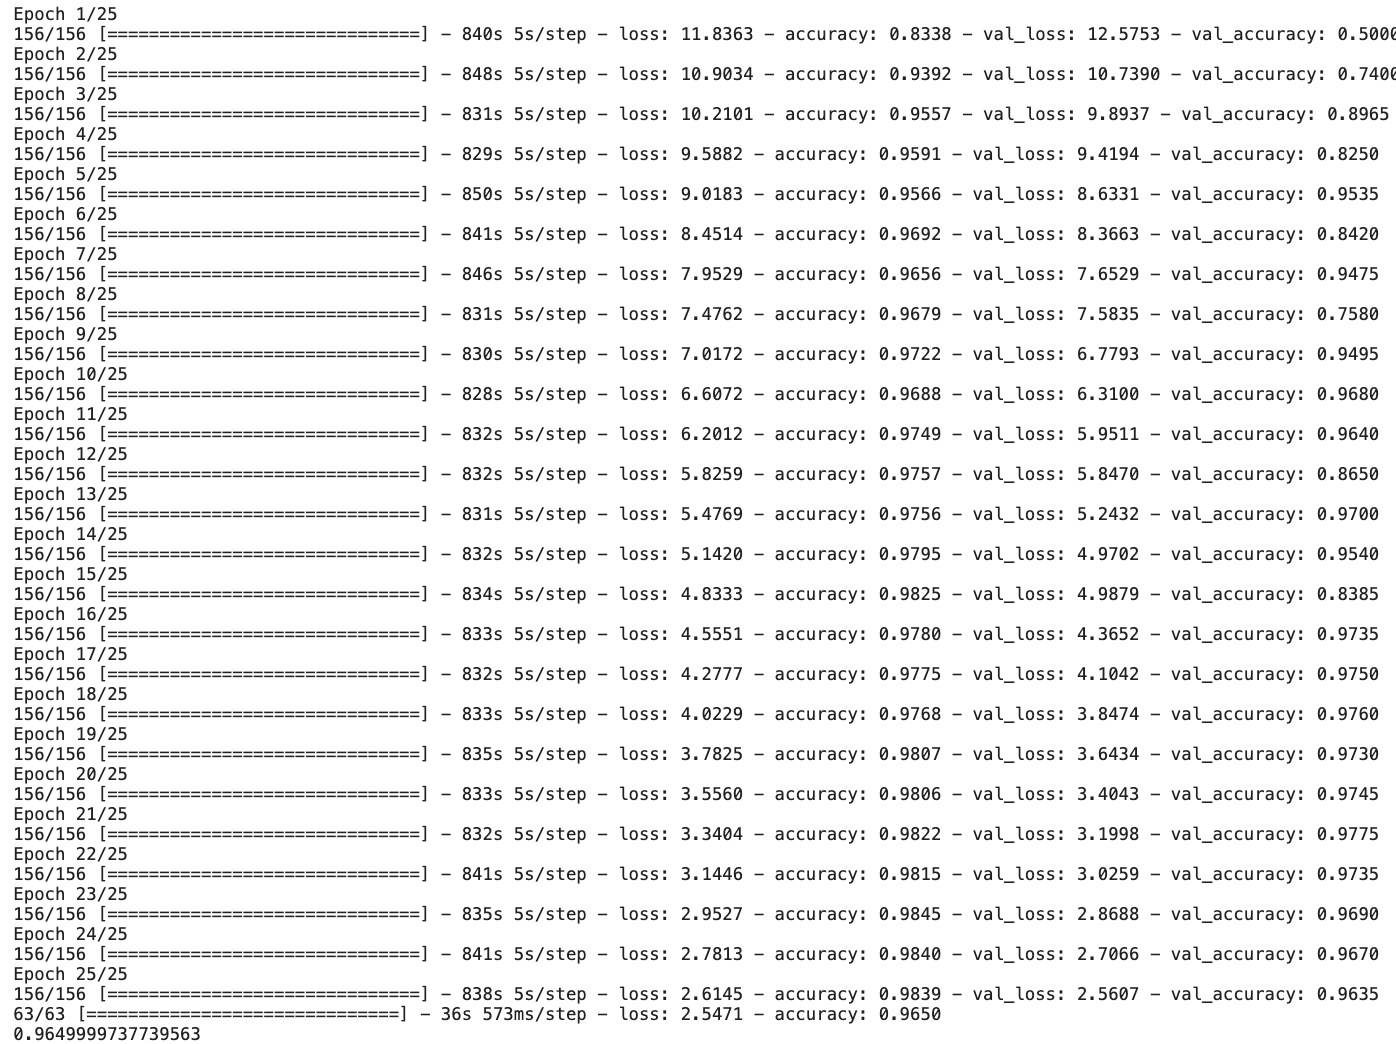 Epoch 1/25
156/156 [==============================] – 840s 5s/step – loss: 11.8363 – accuracy: 0.8338 – val_loss: 12.5753 – val_accuracy: 0.5000
Epoch 2/25
156/156 [==============================] – 848s 5s/step – loss: 10.9034 – accuracy: 0.9392 – val_loss: 10.7390 – val_accuracy: 0.7400
Epoch 3/25
156/156 [==============================] – 831s 5s/step – loss: 10.2101 – accuracy: 0.9557 – val_loss: 9.8937 – val_accuracy: 0.8965
Epoch 4/25
156/156 [==============================] – 829s 5s/step – loss: 9.5882 – accuracy: 0.9591 – val_loss: 9.4194 – val_accuracy: 0.8250
Epoch 5/25
156/156 [==============================] – 850s 5s/step – loss: 9.0183 – accuracy: 0.9566 – val_loss: 8.6331 – val_accuracy: 0.9535
Epoch 6/25
156/156 [==============================] – 841s 5s/step – loss: 8.4514 – accuracy: 0.9692 – val_loss: 8.3663 – val_accuracy: 0.8420
Epoch 7/25
156/156 [==============================] – 846s 5s/step – loss: 7.9529 – accuracy: 0.9656 – val_loss: 7.6529 – val_accuracy: 0.9475
Epoch 8/25
156/156 [==============================] – 831s 5s/step – loss: 7.4762 – accuracy: 0.9679 – val_loss: 7.5835 – val_accuracy: 0.7580
Epoch 9/25
156/156 [==============================] – 830s 5s/step – loss: 7.0172 – accuracy: 0.9722 – val_loss: 6.7793 – val_accuracy: 0.9495
Epoch 10/25
156/156 [==============================] – 828s 5s/step – loss: 6.6072 – accuracy: 0.9688 – val_loss: 6.3100 – val_accuracy: 0.9680
Epoch 11/25
156/156 [==============================] – 832s 5s/step – loss: 6.2012 – accuracy: 0.9749 – val_loss: 5.9511 – val_accuracy: 0.9640
Epoch 12/25
156/156 [==============================] – 832s 5s/step – loss: 5.8259 – accuracy: 0.9757 – val_loss: 5.8470 – val_accuracy: 0.8650
Epoch 13/25
156/156 [==============================] – 831s 5s/step – loss: 5.4769 – accuracy: 0.9756 – val_loss: 5.2432 – val_accuracy: 0.9700
Epoch 14/25
156/156 [==============================] – 832s 5s/step – loss: 5.1420 – accuracy: 0.9795 – val_loss: 4.9702 – val_accuracy: 0.9540
Epoch 15/25
156/156 [==============================] – 834s 5s/step – loss: 4.8333 – accuracy: 0.9825 – val_loss: 4.9879 – val_accuracy: 0.8385
Epoch 16/25
156/156 [==============================] – 833s 5s/step – loss: 4.5551 – accuracy: 0.9780 – val_loss: 4.3652 – val_accuracy: 0.9735
Epoch 17/25
156/156 [==============================] – 832s 5s/step – loss: 4.2777 – accuracy: 0.9775 – val_loss: 4.1042 – val_accuracy: 0.9750
Epoch 18/25
156/156 [==============================] – 833s 5s/step – loss: 4.0229 – accuracy: 0.9768 – val_loss: 3.8474 – val_accuracy: 0.9760
Epoch 19/25
156/156 [==============================] – 835s 5s/step – loss: 3.7825 – accuracy: 0.9807 – val_loss: 3.6434 – val_accuracy: 0.9730
Epoch 20/25
156/156 [==============================] – 833s 5s/step – loss: 3.5560 – accuracy: 0.9806 – val_loss: 3.4043 – val_accuracy: 0.9745
Epoch 21/25
156/156 [==============================] – 832s 5s/step – loss: 3.3404 – accuracy: 0.9822 – val_loss: 3.1998 – val_accuracy: 0.9775
Epoch 22/25
156/156 [==============================] – 841s 5s/step – loss: 3.1446 – accuracy: 0.9815 – val_loss: 3.0259 – val_accuracy: 0.9735
Epoch 23/25
156/156 [==============================] – 835s 5s/step – loss: 2.9527 – accuracy: 0.9845 – val_loss: 2.8688 – val_accuracy: 0.9690
Epoch 24/25
156/156 [==============================] – 841s 5s/step – loss: 2.7813 – accuracy: 0.9840 – val_loss: 2.7066 – val_accuracy: 0.9670
Epoch 25/25
156/156 [==============================] – 838s 5s/step – loss: 2.6145 – accuracy: 0.9839 – val_loss: 2.5607 – val_accuracy: 0.9635
63/63 [==============================] – 36s 573ms/step – loss: 2.5471 – accuracy: 0.9650
0.9649999737739563